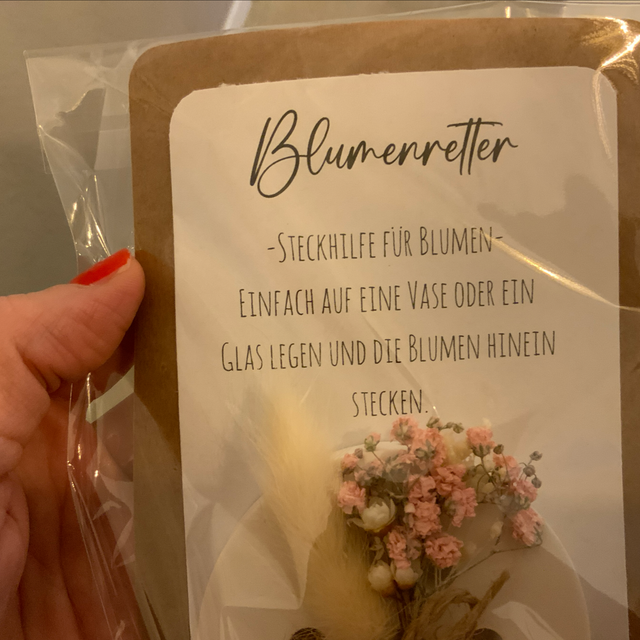 Blumenretter
-Steckhilfe für Blumen-
Einfach auf eine Vase oder ein
Glas legen und die Blumen hinein
stecken.